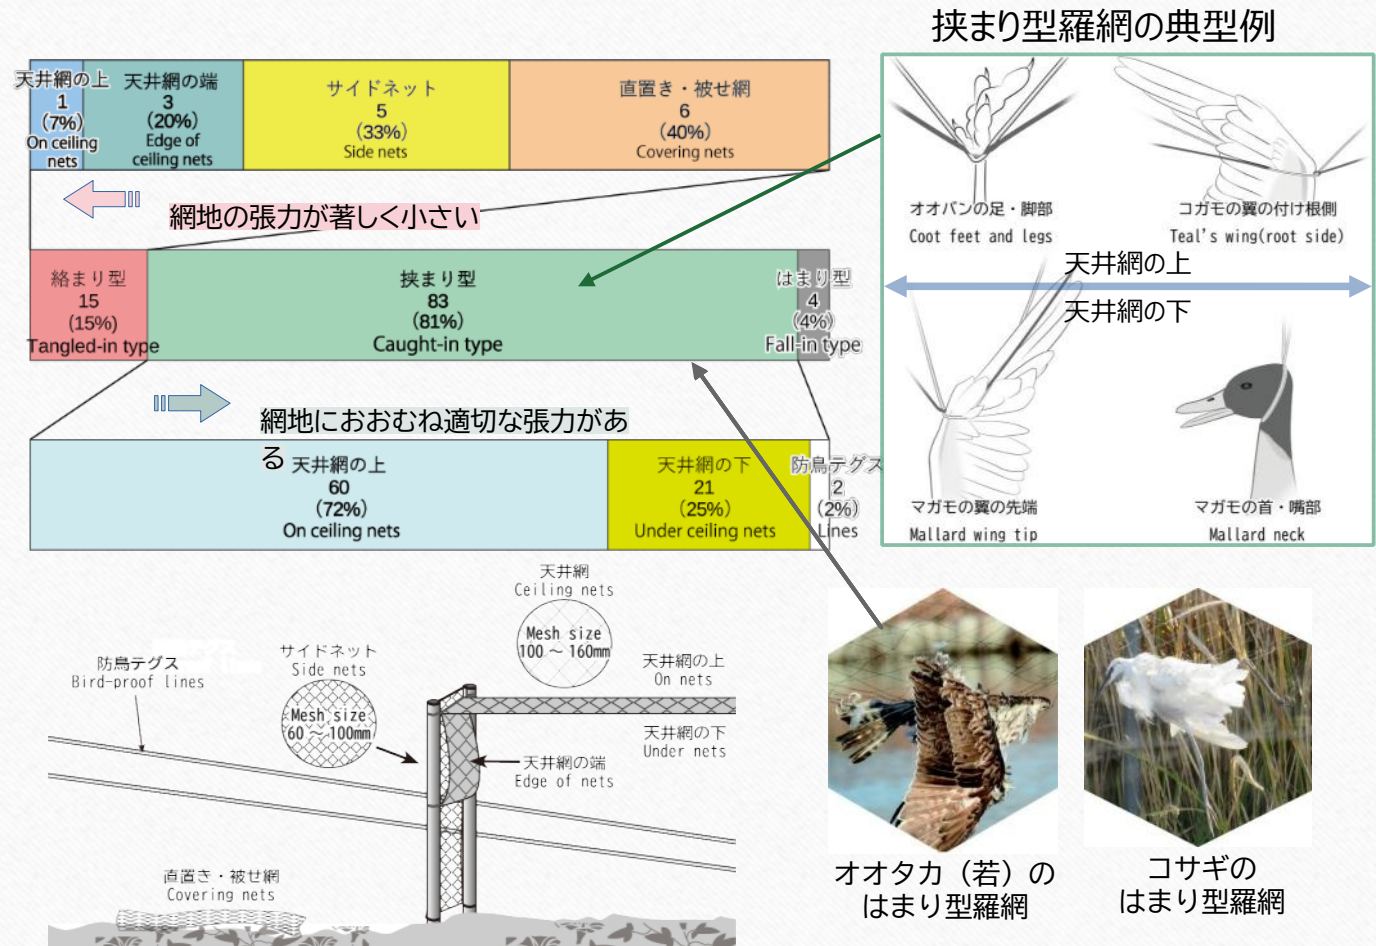 挟まり型羅網の典型例
天井網の上
1
(7%)
On ceiling
nets
天井網の端
3
(20%)
Edge of
ceiling nets
サイドネット
5
(33%)
Side nets
直置き・被せ網
6
(40%)
Covering nets
網地の張力が著しく小さい
絡まり型
15
(15%)
Tangled-in type
挟まり型
83
(81%)
Caught-in type
はまり型
4
(4%)
Fall-in type
網地におおむね適切な張力があ
る
天井網の上
60
(72%)
On ceiling nets
天井網の下
21
(25%)
Under ceiling nets
防鳥テグス
2
(2%)
Lines
オオバンの足・脚部
Coot feet and legs
コガモの翼の付け根側
Teal's wing(root side)
天井網の上
天井網の下
マガモの翼の先端
Mallard wing tip
マガモの首・嘴部
Mallard neck
天井網
Ceiling nets
Mesh size
100 ～ 160mm
サイドネット
Side nets
Mesh size
60 ～ 100mm
防鳥テグス
Bird-proof lines
天井網の上
On nets
天井網の下
Under nets
天井網の端
Edge of nets
直置き・被せ網
Covering nets
オオタカ（若）の
はまり型羅網
コサギの
はまり型羅網